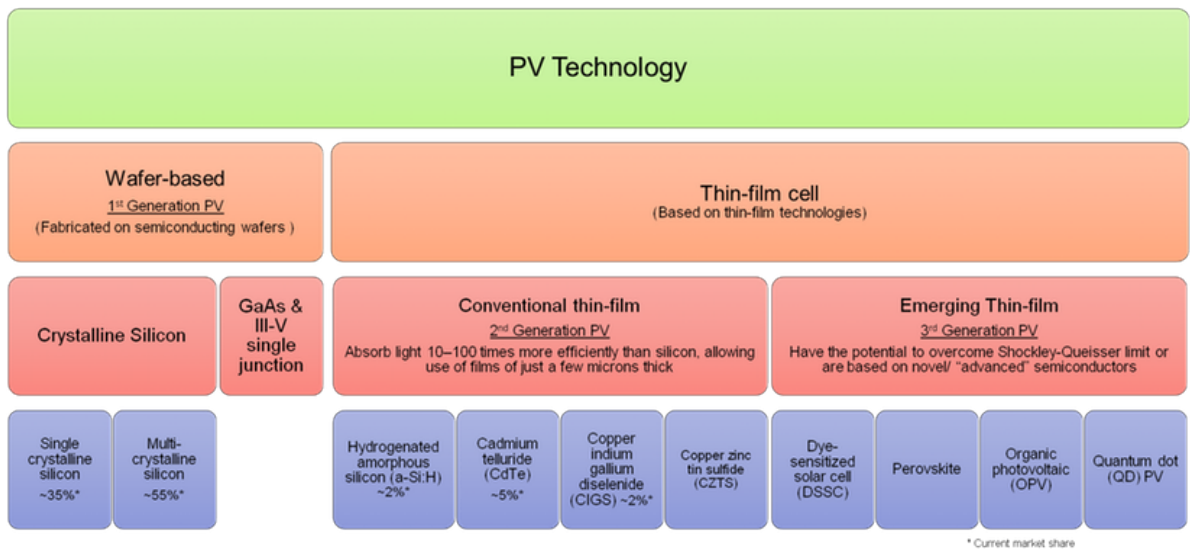 PV Technology
Wafer-based
1st Generation PV
(Fabricated on semiconducting wafers )
Thin-film cell
(Based on thin-film technologies)
Crystalline Silicon
GaAs &
III-V
single
junction
Conventional thin-film
2nd Generation PV
Absorb light 10–100 times more efficiently than silicon, allowing
use of films of just a few microns thick
Emerging Thin-film
3rd Generation PV
Have the potential to overcome Shockley-Queisser limit or
are based on novel/ “advanced” semiconductors
Single
crystalline
silicon
~35%*
Multi-
crystalline
silicon
~55%*
Hydrogenated
amorphous
silicon (a-Si:H)
~2%*
Cadmium
telluride
(CdTe)
~5%*
Copper
indium
gallium
diselenide
(CIGS) ~2%*
Copper zinc
tin sulfide
(CZTS)
Dye-
sensitized
solar cell
(DSSC)
Perovskite
Organic
photovoltaic
(OPV)
Quantum dot
(QD) PV
* Current market share